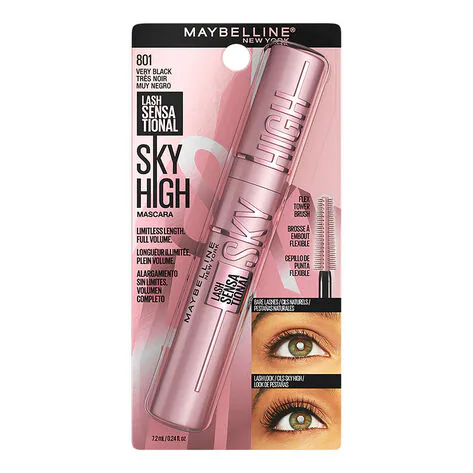 MAYBELLINE®
NEW YORK
801
VERY BLACK
TRÈS NOIR
MUY NEGRO
LASH
SENSA
TIONAL
SKY
HIGH
MASCARA
LIMITLESS LENGTH,
FULL VOLUME.
LONGUEUR ILLIMITÉE,
PLEIN VOLUME.
ALARGAMIENTO
SIN LÍMITES,
VOLUMEN
COMPLETO
MAYBELLINE
NEW YORK
LASH
SENSA
TIONAL
SKY HIGH
FLEX
TOWER
BRUSH
BROSSE À
EMBOUT
FLEXIBLE
CEPILLO DE
PUNTA
FLEXIBLE
BARE LASHES / CILS NATURELS /
PESTAÑAS NATURALES
LASH LOOK / CILS SKY HIGH /
LOOK DE PESTAÑAS
7.2 mL / 0.24 fl. oz